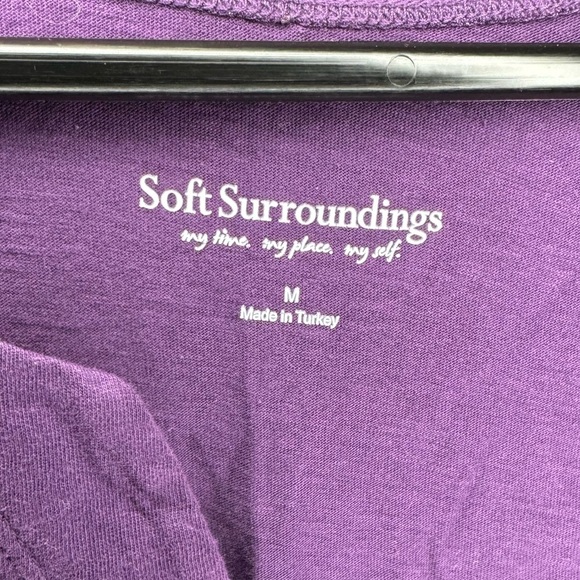 Soft Surroundings
my time. my place. my self.
M
Made in Turkey